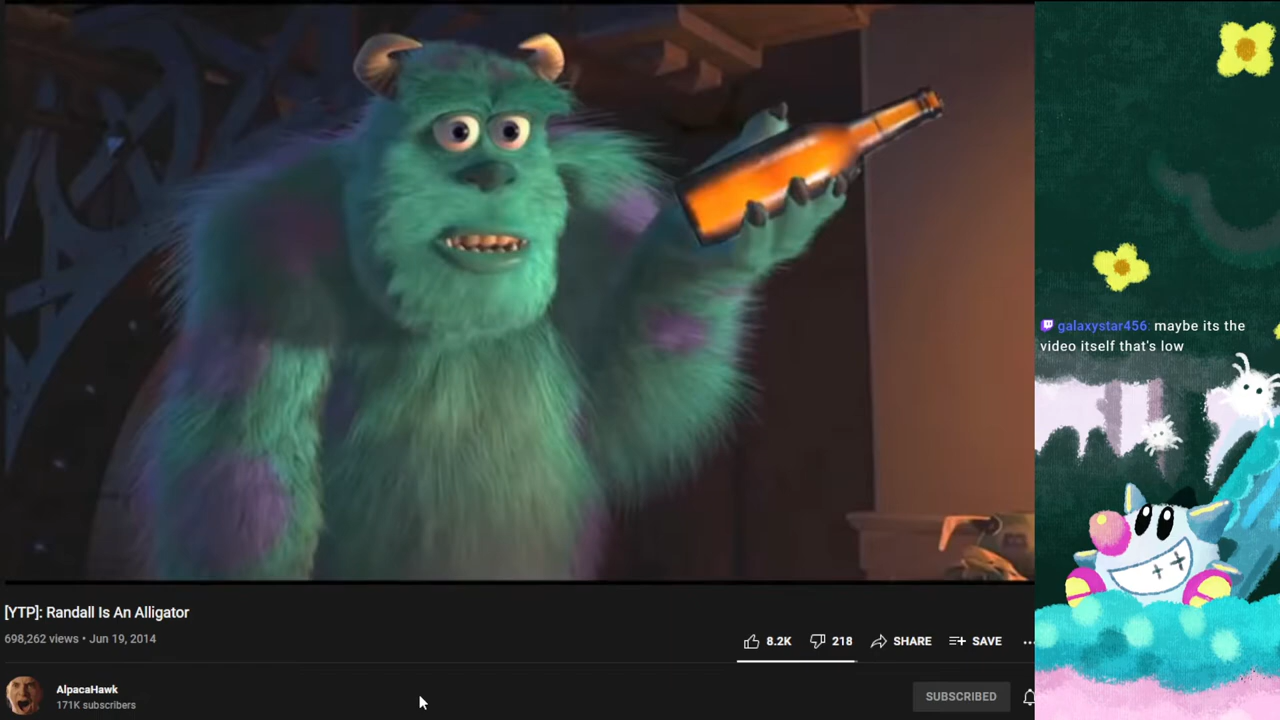 galaxystar456: maybe its the
video itself that's low
[YTP]: Randall Is An Alligator
698,262 views • Jun 19, 2014
8.2K 218 SHARE SAVE
AlpacaHawk
171K subscribers
SUBSCRIBED